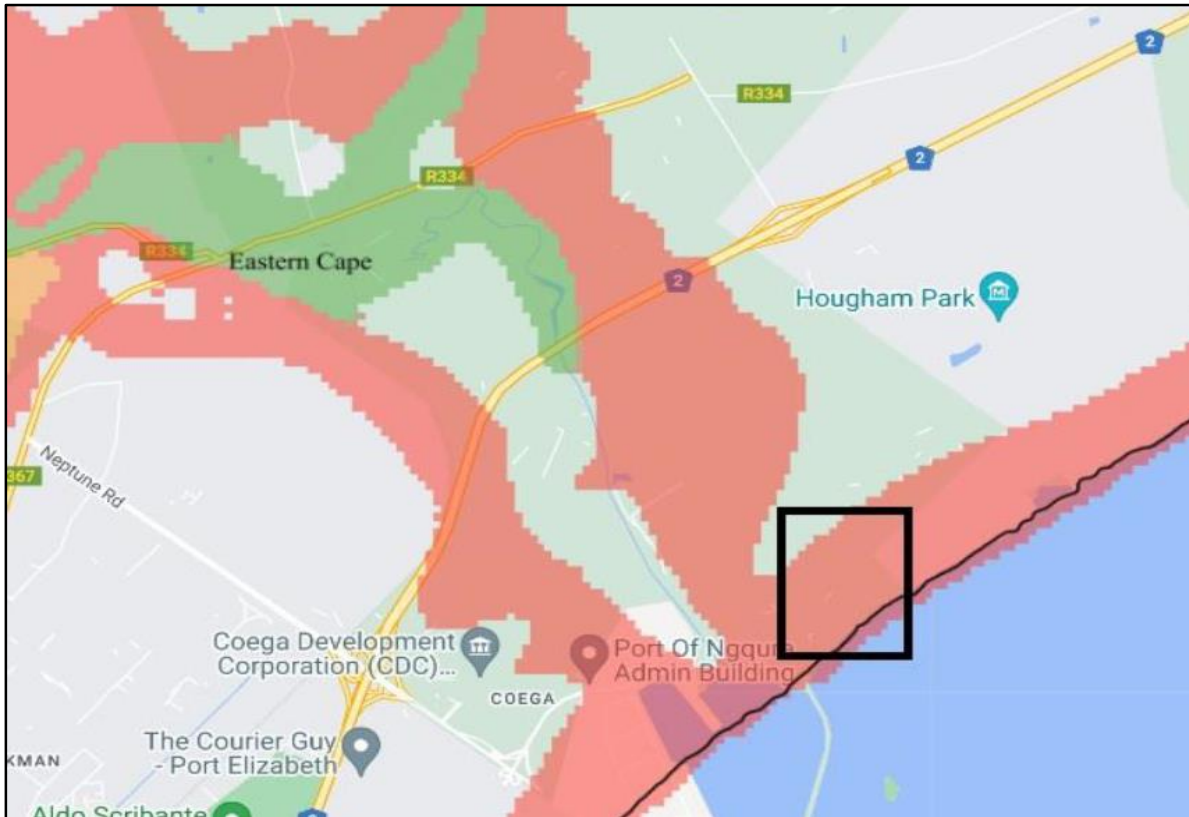 2
R334
2
R334
R334
Eastern Cape
2
Hougham Park
M
367
Neptune Rd
Coega Development
Corporation (CDC)...
Port Of Ngqura
Admin Building
COEGA
The Courier Guy
- Port Elizabeth
KMAN
Aldo Scribante